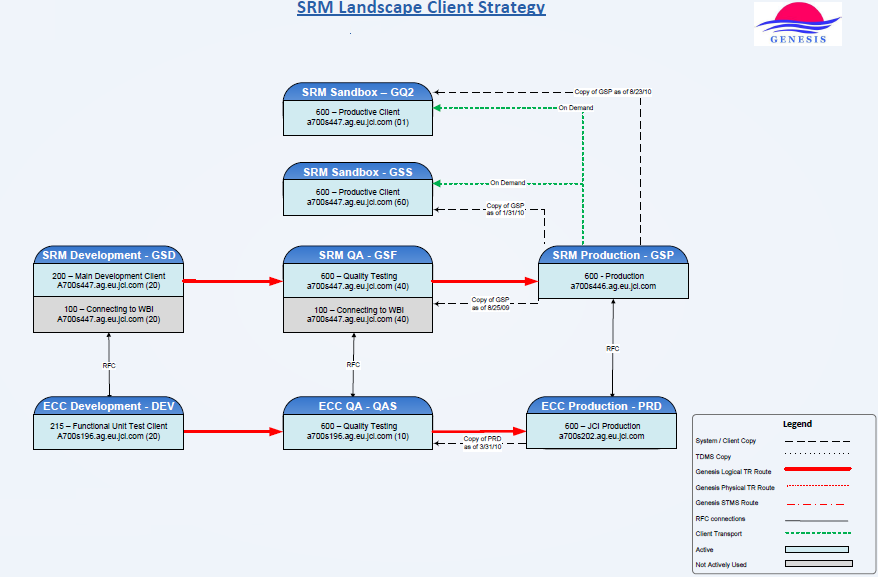 SRM Landscape Client Strategy
GENESIS
SRM Sandbox – GQ2
600 – Productive Client
a700s447.ag.eu.jci.com (01)
Copy of GSP as of 8/23/10
On Demand
SRM Sandbox - GSS
600 – Productive Client
a700s447.ag.eu.jci.com (60)
On Demand
Copy of GSP
as of 1/31/10
SRM Development - GSD
200 – Main Development Client
A700s447.ag.eu.jci.com (20)
100 – Connecting to WBI
A700s447.ag.eu.jci.com (20)
SRM QA - GSF
600 – Quality Testing
a700s447.ag.eu.jci.com (40)
100 – Connecting to WBI
a700s447.ag.eu.jci.com (40)
SRM Production - GSP
600 - Production
a700s446.ag.eu.jci.com
Copy of GSP
as of 8/25/09
RFC
RFC
RFC
ECC Development - DEV
215 – Functional Unit Test Client
A700s196.ag.eu.jci.com (20)
ECC QA - QAS
600 – Quality Testing
a700s196.ag.eu.jci.com (10)
Copy of PRD
as of 3/31/10
ECC Production - PRD
600 – JCI Production
a700s202.ag.eu.jci.com
Legend
System / Client Copy
TDMS Copy
Genesis Logical TR Route
Genesis Physical TR Route
Genesis STMS Route
RFC connections
Client Transport
Active
Not Actively Used